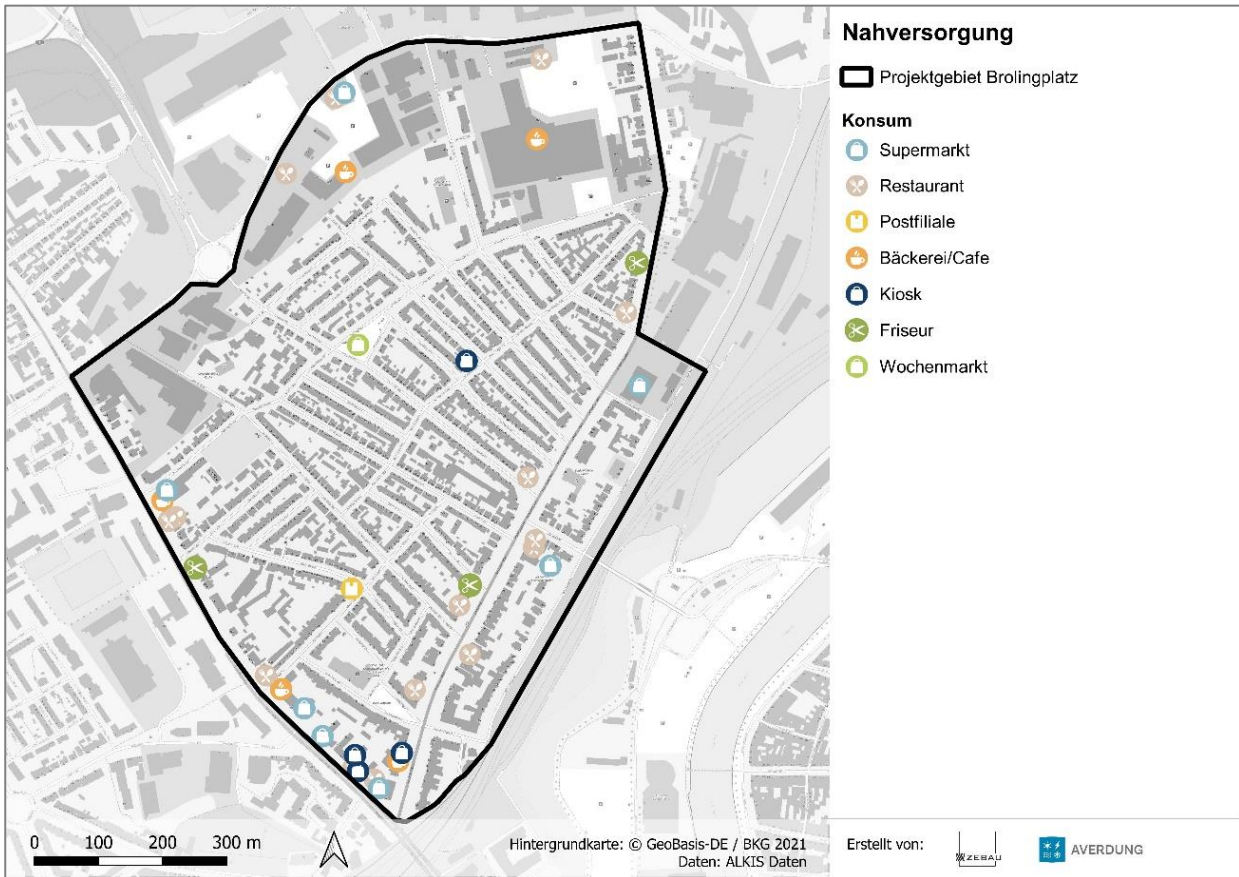 Nahversorgung
Projektgebiet Brolingplatz
Konsum
Supermarkt
Restaurant
Postfiliale
Bäckerei/Cafe
Kiosk
Friseur
Wochenmarkt
0 100 200 300 m
Hintergrundkarte: © GeoBasis-DE / BKG 2021
Daten: ALKIS Daten
Erstellt von:
ZEBAU
AVERDUNG